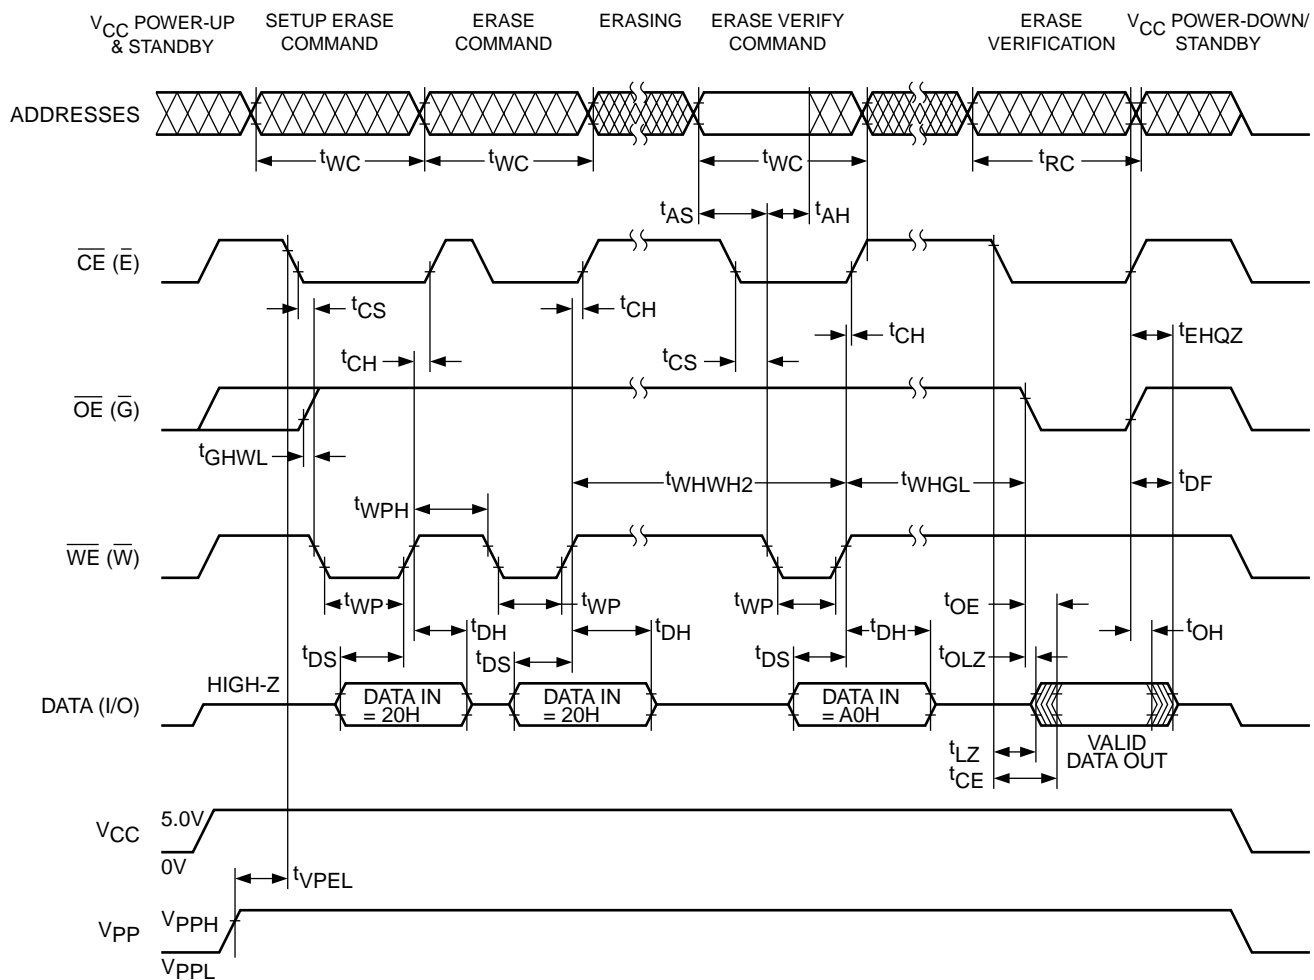 VCC POWER-UP
& STANDBY
SETUP ERASE
COMMAND
ERASE
COMMAND
ERASING
ERASE VERIFY
COMMAND
ERASE
VERIFICATION
VCC POWER-DOWN/
STANDBY
ADDRESSES
tWC
tWC
tWC
tRC
tAS
tAH
CE (E)
tCS
tCH
tCH
tCS
tCH
tEHQZ
OE (G)
tGHWL
tWPH
tWHWH2
tWHGL
tDF
WE (W)
tWP
tWP
tWP
tOE
tDH
tDH
tDH
tOH
tDS
tDS
tDS
tOLZ
DATA (I/O)
HIGH-Z
DATA IN
= 20H
DATA IN
= 20H
DATA IN
= A0H
VALID
DATA OUT
tLZ
tCE
VCC
5.0V
0V
tVPEL
VPP
VPPH
VPPL